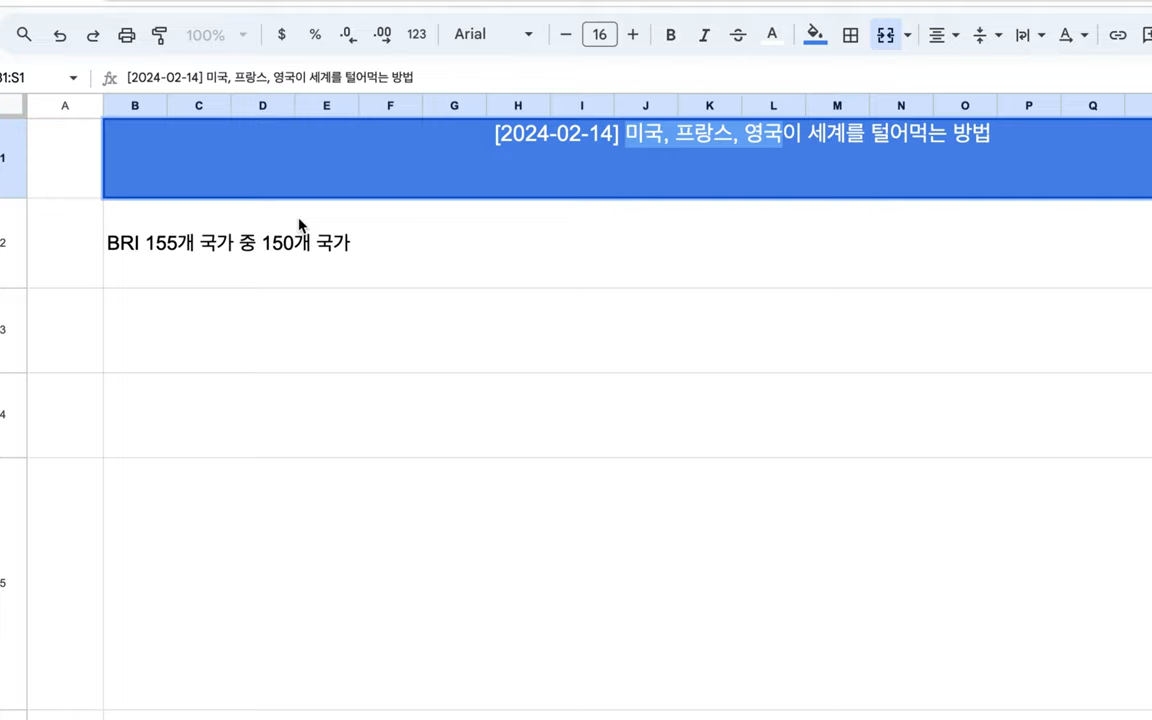 100%
$ % .0 .00 123 Arial 16 B I A A
B1:S1
fx [2024-02-14] 미국, 프랑스, 영국이 세계를 털어먹는 방법
A B C D E F G H I J K L M N O P Q
1 [2024-02-14] 미국, 프랑스, 영국이 세계를 털어먹는 방법
2 BRI 155개 국가 중 150개 국가
3
4
5